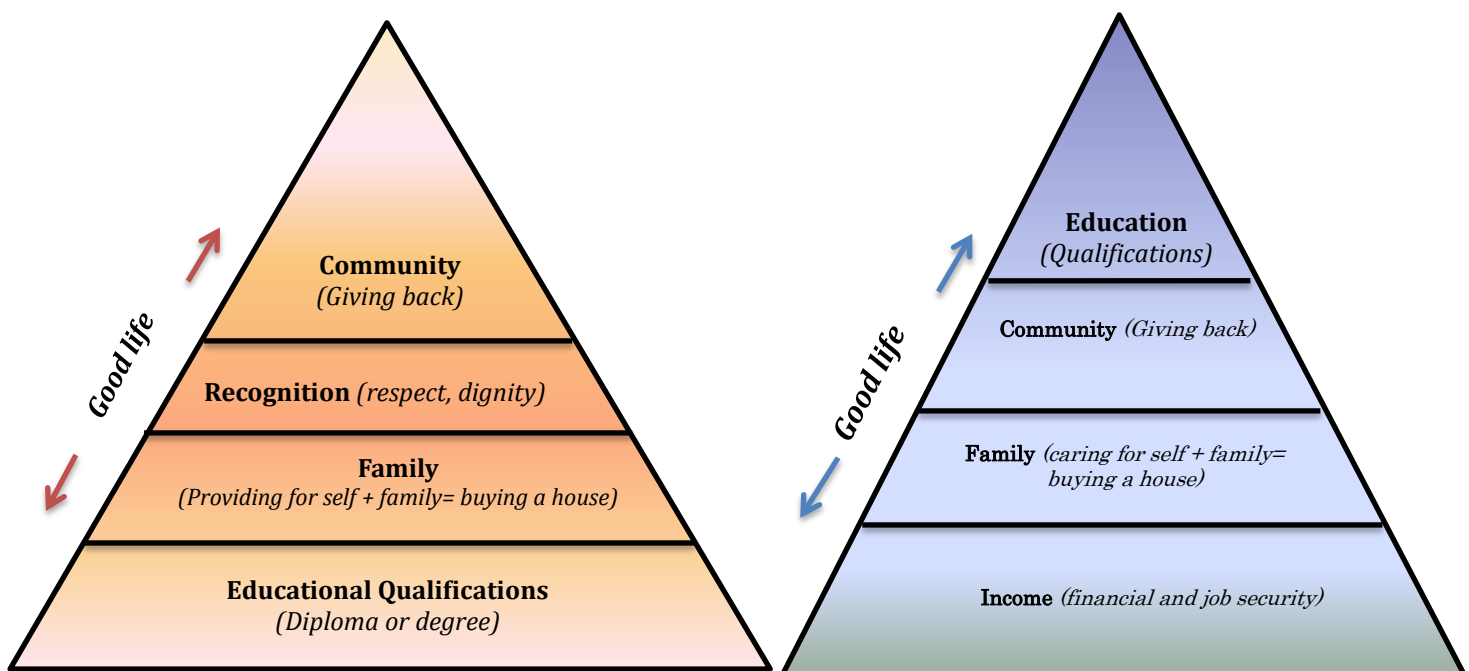 Good life
Community
(Giving back)
Recognition (respect, dignity)
Family
(Providing for self + family= buying a house)
Educational Qualifications
(Diploma or degree)
Good life
Education
(Qualifications)
Community (Giving back)
Family (caring for self + family=
buying a house)
Income (financial and job security)